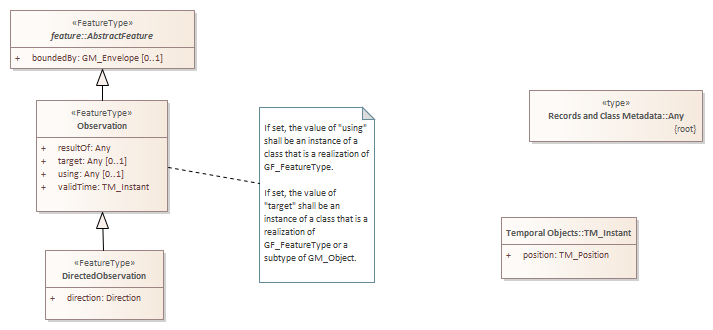 «FeatureType»
feature::AbstractFeature
+ boundedBy: GM_Envelope [0..1]
«FeatureType»
Observation
+ resultOf: Any
+ target: Any [0..1]
+ using: Any [0..1]
+ validTime: TM_Instant
«FeatureType»
DirectedObservation
+ direction: Direction
If set, the value of "using"
shall be an instance of a
class that is a realization of
GF_FeatureType.
If set, the value of
"target" shall be an
instance of a class that is a
realization of
GF_FeatureType or a
subtype of GM_Object.
«type»
Records and Class Metadata::Any
{root}
Temporal Objects::TM_Instant
+ position: TM_Position